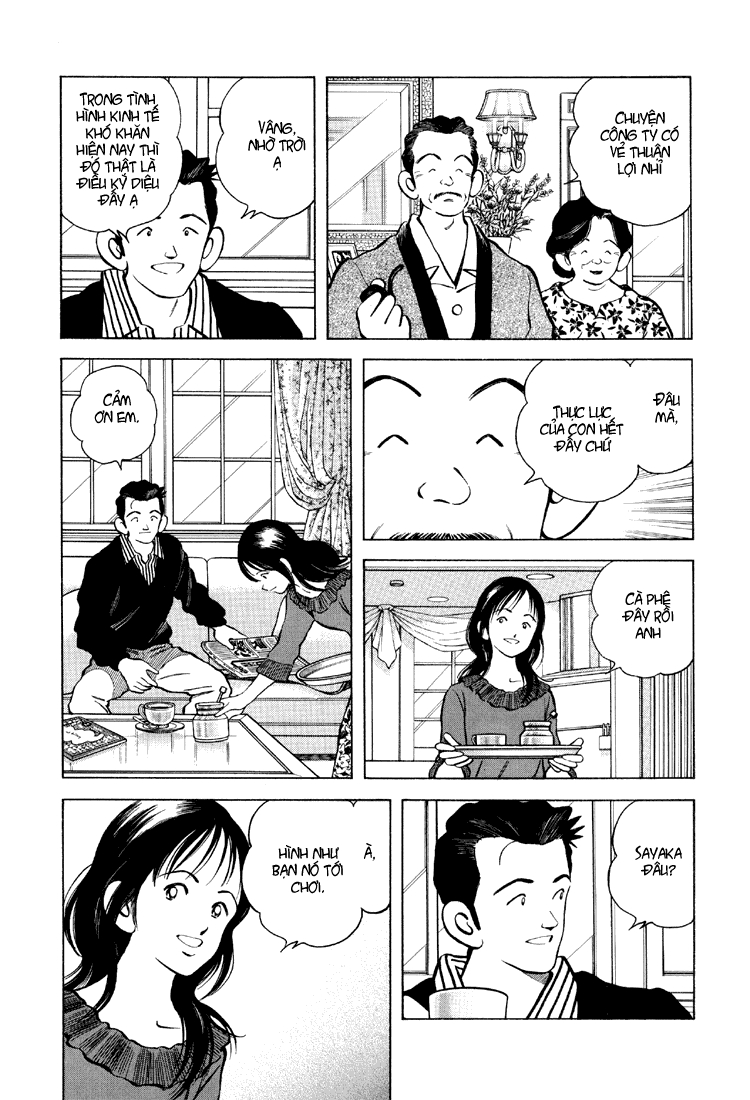 CHUYỆN
CÔNG TY CÓ
VẺ THUẬN
LỢI NHỈ
VÂNG,
NHỜ TRỜI
Ạ
TRONG TÌNH
HÌNH KINH TẾ
KHÓ KHĂN
HIỆN NAY THÌ
ĐÓ THẬT LÀ
ĐIỀU KỲ DIỆU
ĐẤY Ạ
ĐÂU
MÀ,
THỰC LỰC
CỦA CON HẾT
ĐẤY CHỨ
CÀ PHÊ
ĐÂY RỒI
ANH
CẢM
ƠN EM.
SAYAKA
ĐÂU?
À,
HÌNH NHƯ
BẠN NÓ TỚI
CHƠI.